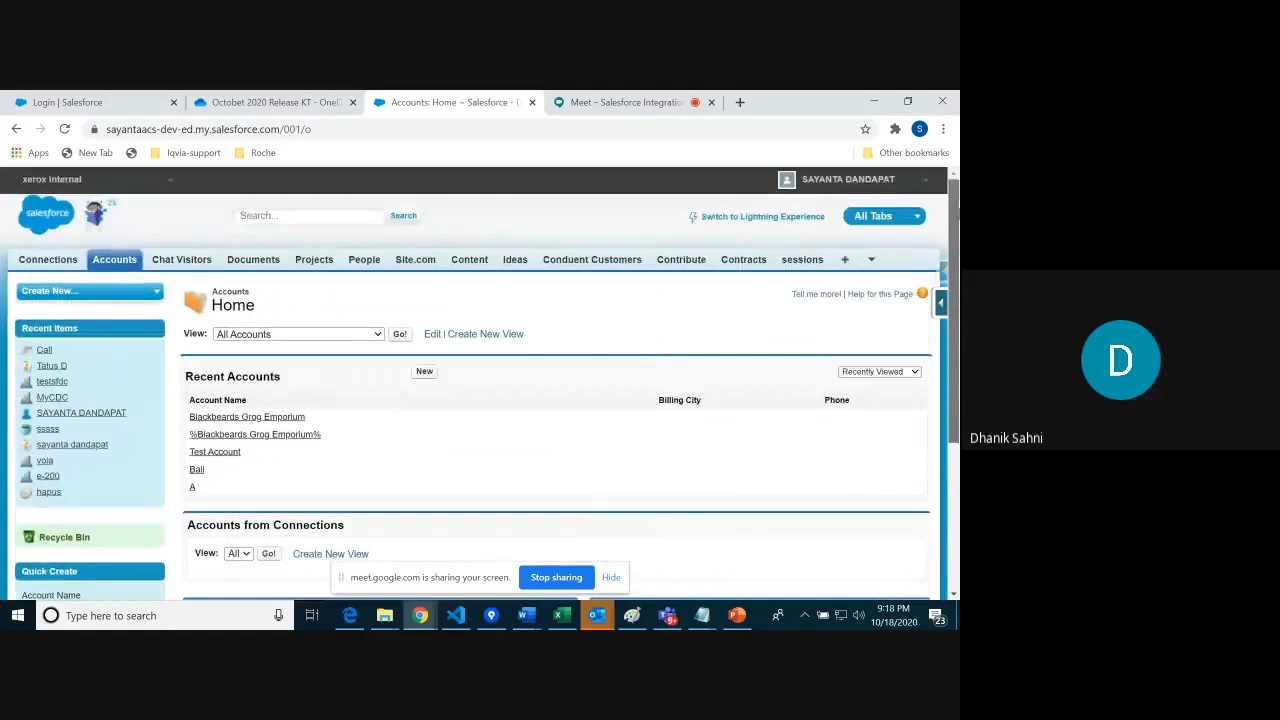 Login | Salesforce
Octobet 2020 Release KT - OneD
Accounts: Home ~ Salesforce - D
Meet – Salesforce Integratio
sayantaacs-dev-ed.my.salesforce.com/001/o
S
Apps
New Tab
Iqvia-support
Roche
Other bookmarks
xerox Internal
SAYANTA DANDAPAT
salesforce
Search...
Search
Switch to Lightning Experience
All Tabs
Connections
Accounts
Chat Visitors
Documents
Projects
People
Site.com
Content
Ideas
Conduent Customers
Contribute
Contracts
sessions
Create New...
Accounts
Home
Tell me more! | Help for this Page
Recent Items
View:
All Accounts
Go!
Edit | Create New View
Call
Tatus D
testsfdc
MyCDC
SAYANTA DANDAPAT
sssss
sayanta dandapat
vola
e-200
hapus
Recent Accounts
New
Recently Viewed
Account Name
Billing City
Phone
Blackbeards Grog Emporium
%Blackbeards Grog Emporium%
Test Account
Ball
A
Accounts from Connections
View:
All
Go!
Create New View
Recycle Bin
Quick Create
Account Name
meet.google.com is sharing your screen.
Stop sharing
Hide
Type here to search
9:18 PM
10/18/2020
23
D
Dhanik Sahni